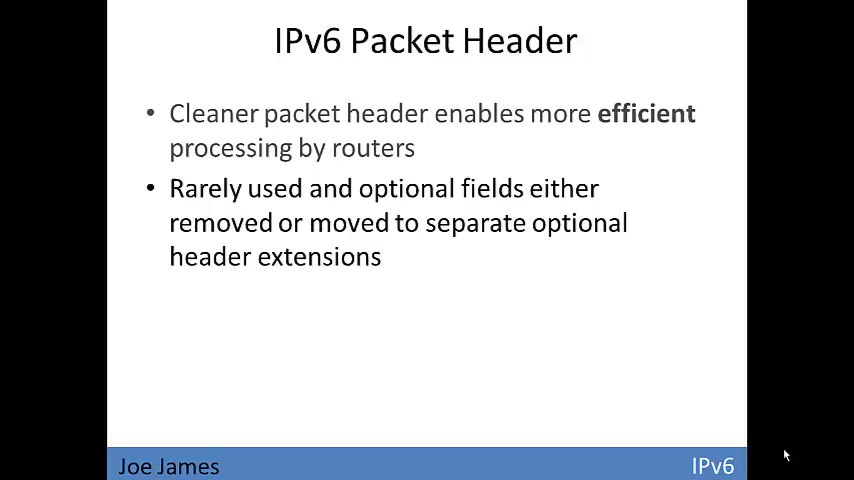 IPv6 Packet Header
• Cleaner packet header enables more efficient
processing by routers
• Rarely used and optional fields either
removed or moved to separate optional
header extensions
Joe James
IPv6